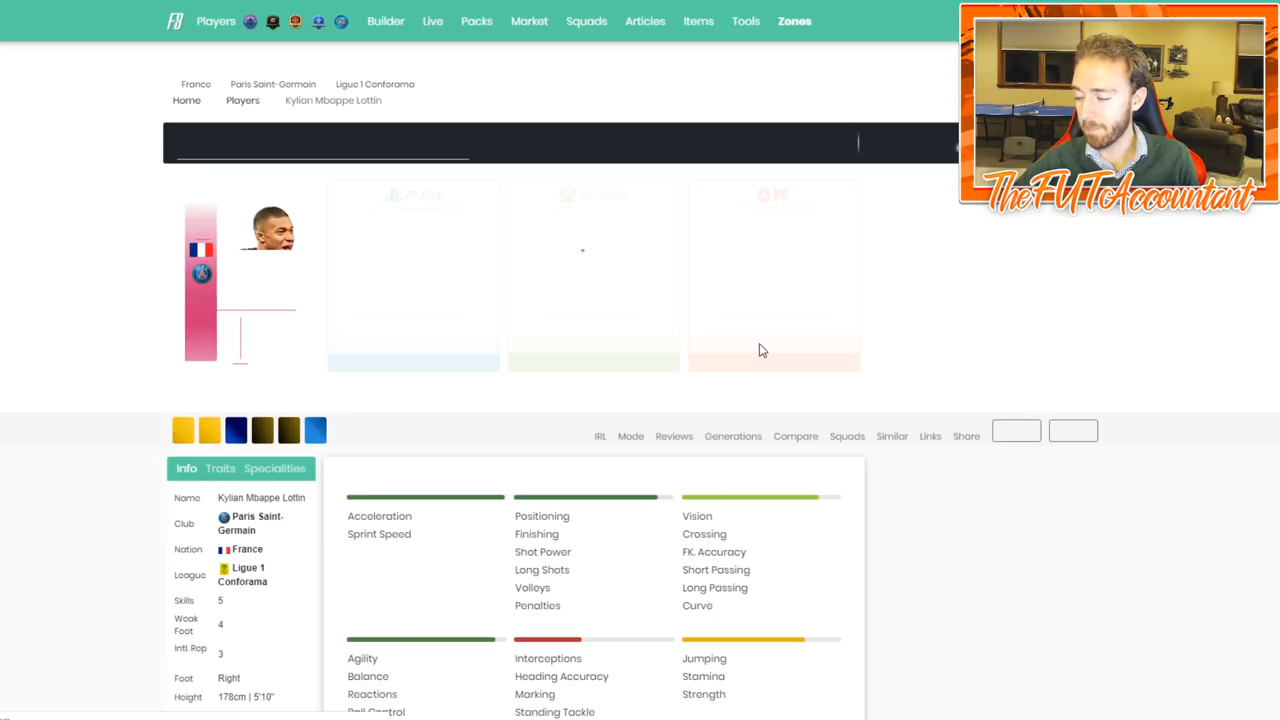 FB Players Builder Live Packs Market Squads Articles Items Tools Zones
France Paris Saint-Germain Ligue 1 Conforama
Home Players Kylian Mbappe Lottin
TheFUTAccountant
PS4 PC
IRL Mode Reviews Generations Compare Squads Similar Links Share
Info Traits Specialities
Name Kylian Mbappe Lottin
Club Paris Saint-
Germain
Nation France
League Ligue 1
Conforama
Skills 5
Weak
Foot 4
Intl. Rep 3
Foot Right
Height 178cm | 5'10"
Acceleration Positioning Vision
Sprint Speed Finishing Crossing
Shot Power FK. Accuracy
Long Shots Short Passing
Volleys Long Passing
Penalties Curve
Agility Interceptions Jumping
Balance Heading Accuracy Stamina
Reactions Marking Strength
Ball Control Standing Tackle